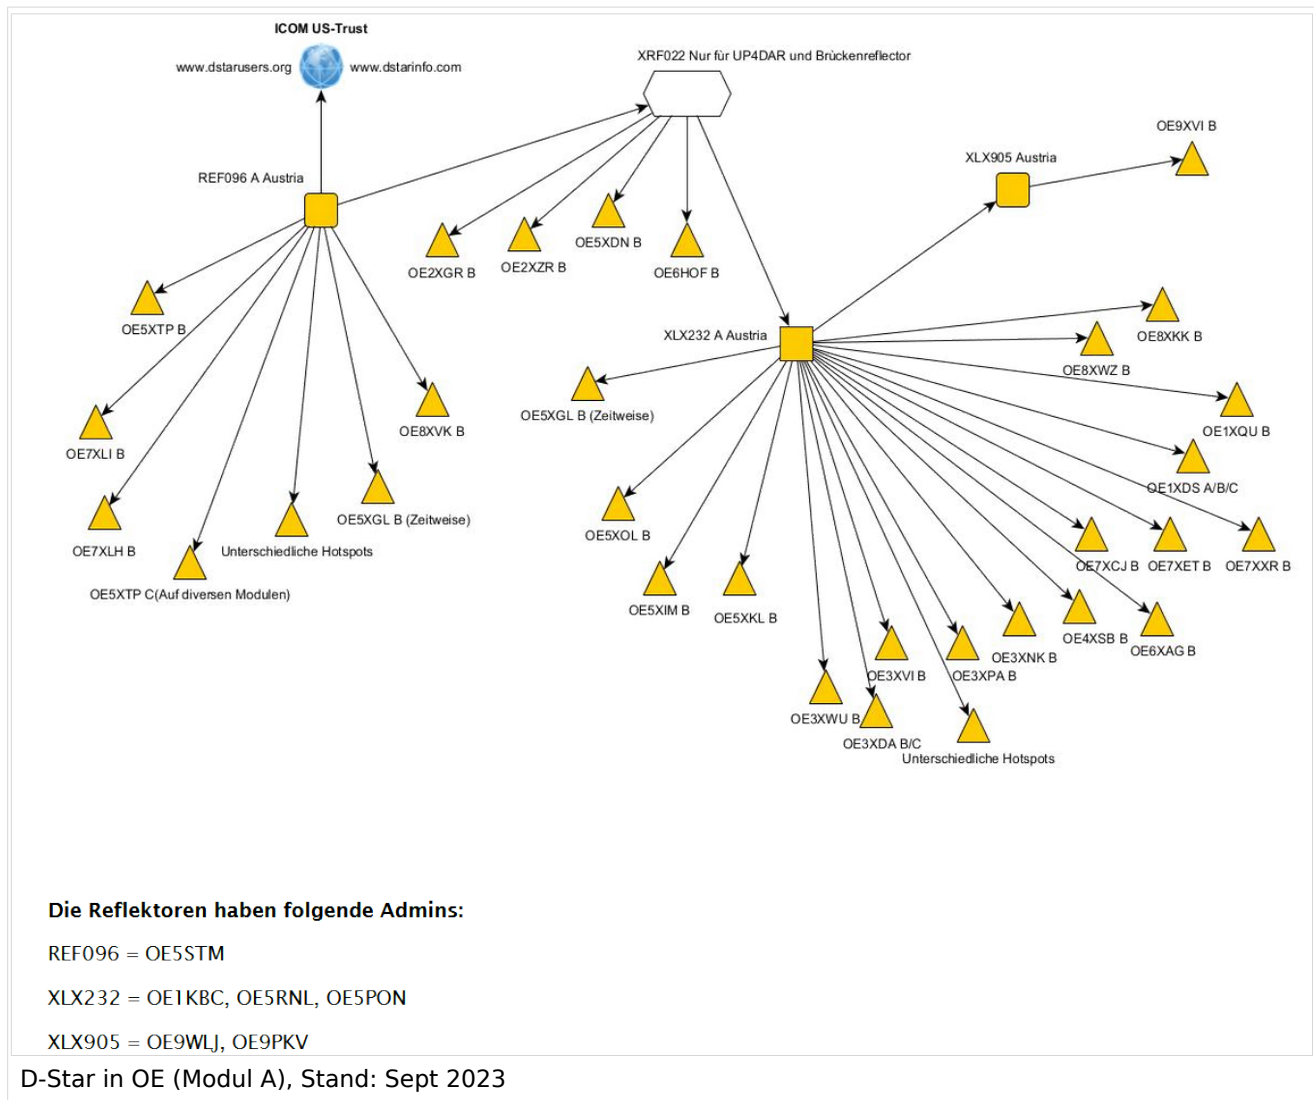 ICOM US-Trust
www.dstarusers.org
www.dstarinfo.com
XRF022 Nur für UP4DAR und Brückenreflector
OE9XVI B
XLX905 Austria
REF096 A Austria
OE5XDN B
OE2XGR B
OE2XZR B
OE6HOF B
OE5XTP B
XLX232 A Austria
OE8XKK B
OE8XWZ B
OE5XGL B (Zeitweise)
OE8XVK B
OE1XQU B
OE7XLI B
OE1XDS A/B/C
OE5XGL B (Zeitweise)
OE5XOL B
OE7XLH B
Unterschiedliche Hotspots
OE7XCJ B
OE7XET B
OE7XXR B
OE5XTP C(Auf diversen Modulen)
OE5XIM B
OE5XKL B
OE4XSB B
OE6XAG B
OE3XNK B
OE3XVI B
OE3XPA B
OE3XWU B
OE3XDA B/C
Unterschiedliche Hotspots
Die Reflektoren haben folgende Admins:
REF096 = OE5STM
XLX232 = OE1KBC, OE5RNL, OE5PON
XLX905 = OE9WLJ, OE9PKV
D-Star in OE (Modul A), Stand: Sept 2023